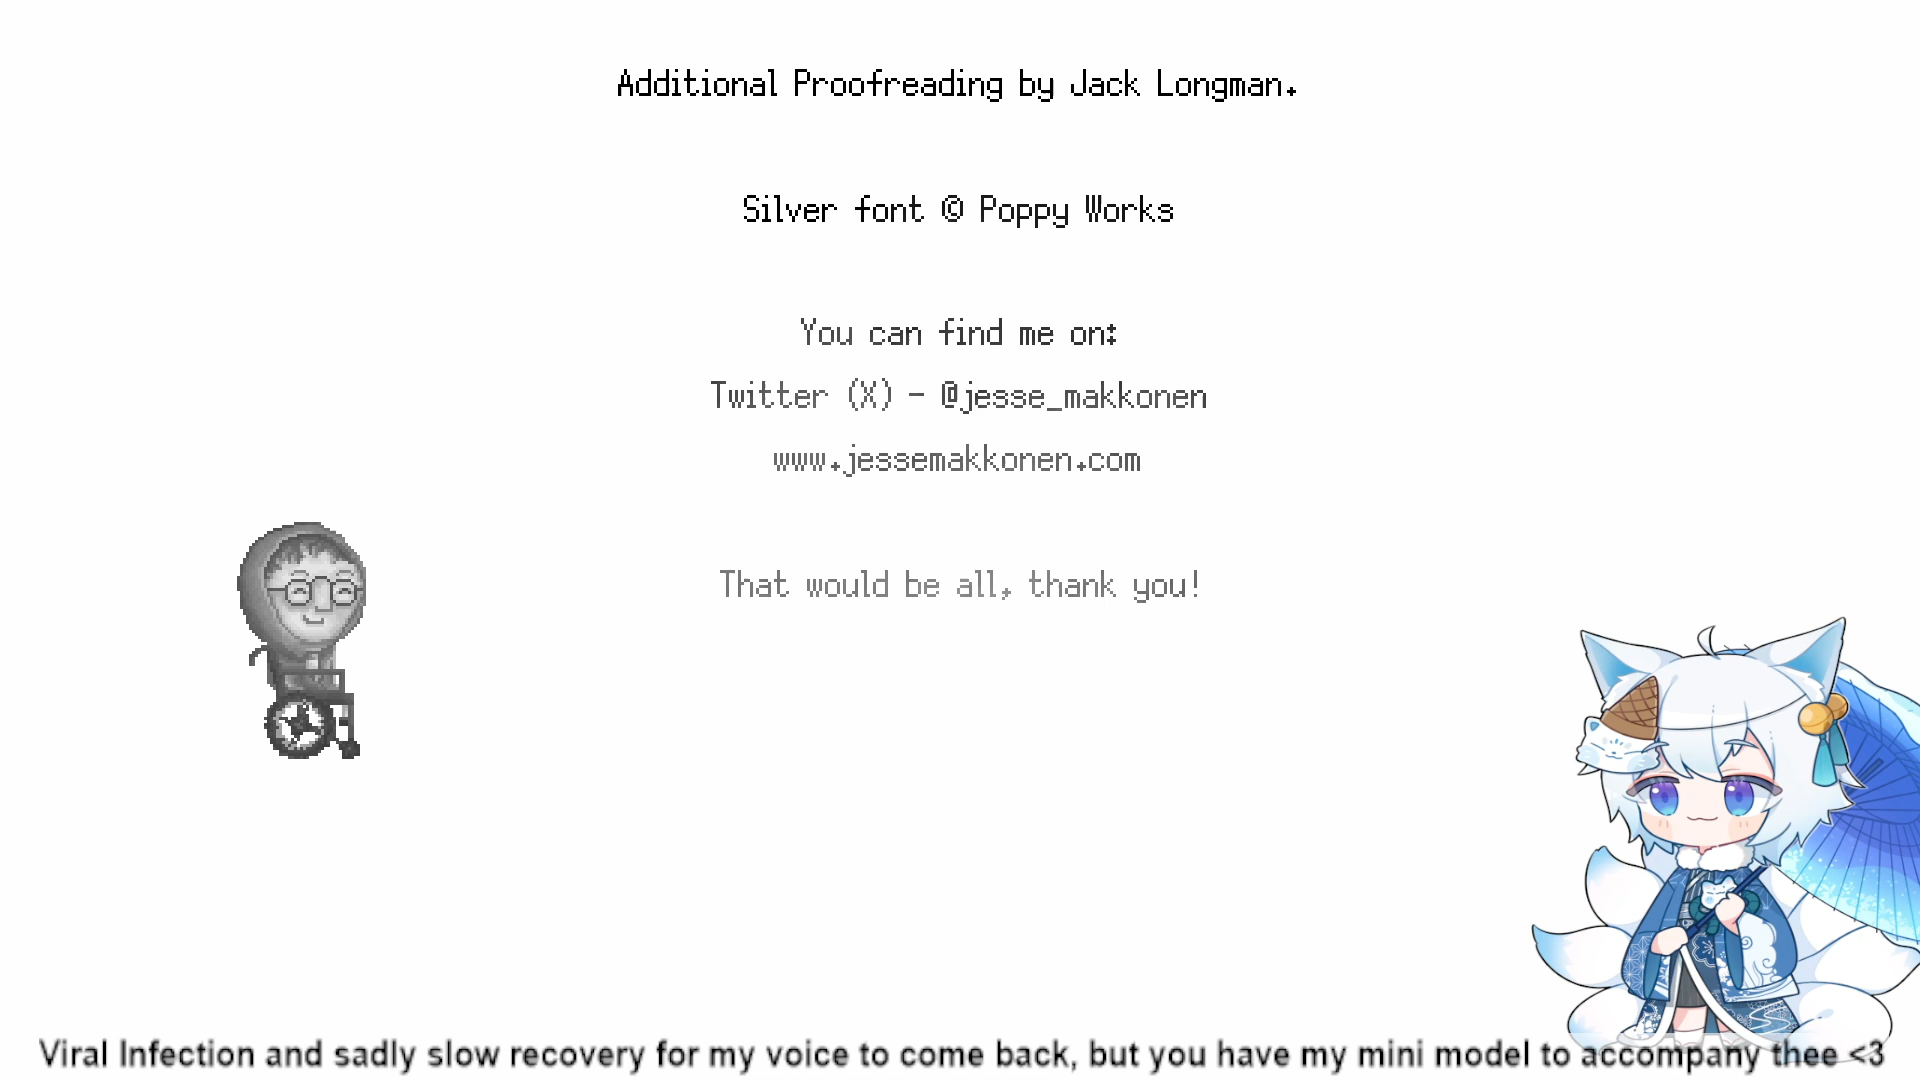 Additional Proofreading by Jack Longman.
Silver font © Poppy Works
You can find me on:
Twitter (X) - @jesse_makkonen
www.jessemakkonen.com
That would be all, thank you!
Viral Infection and sadly slow recovery for my voice to come back, but you have my mini model to accompany thee <3